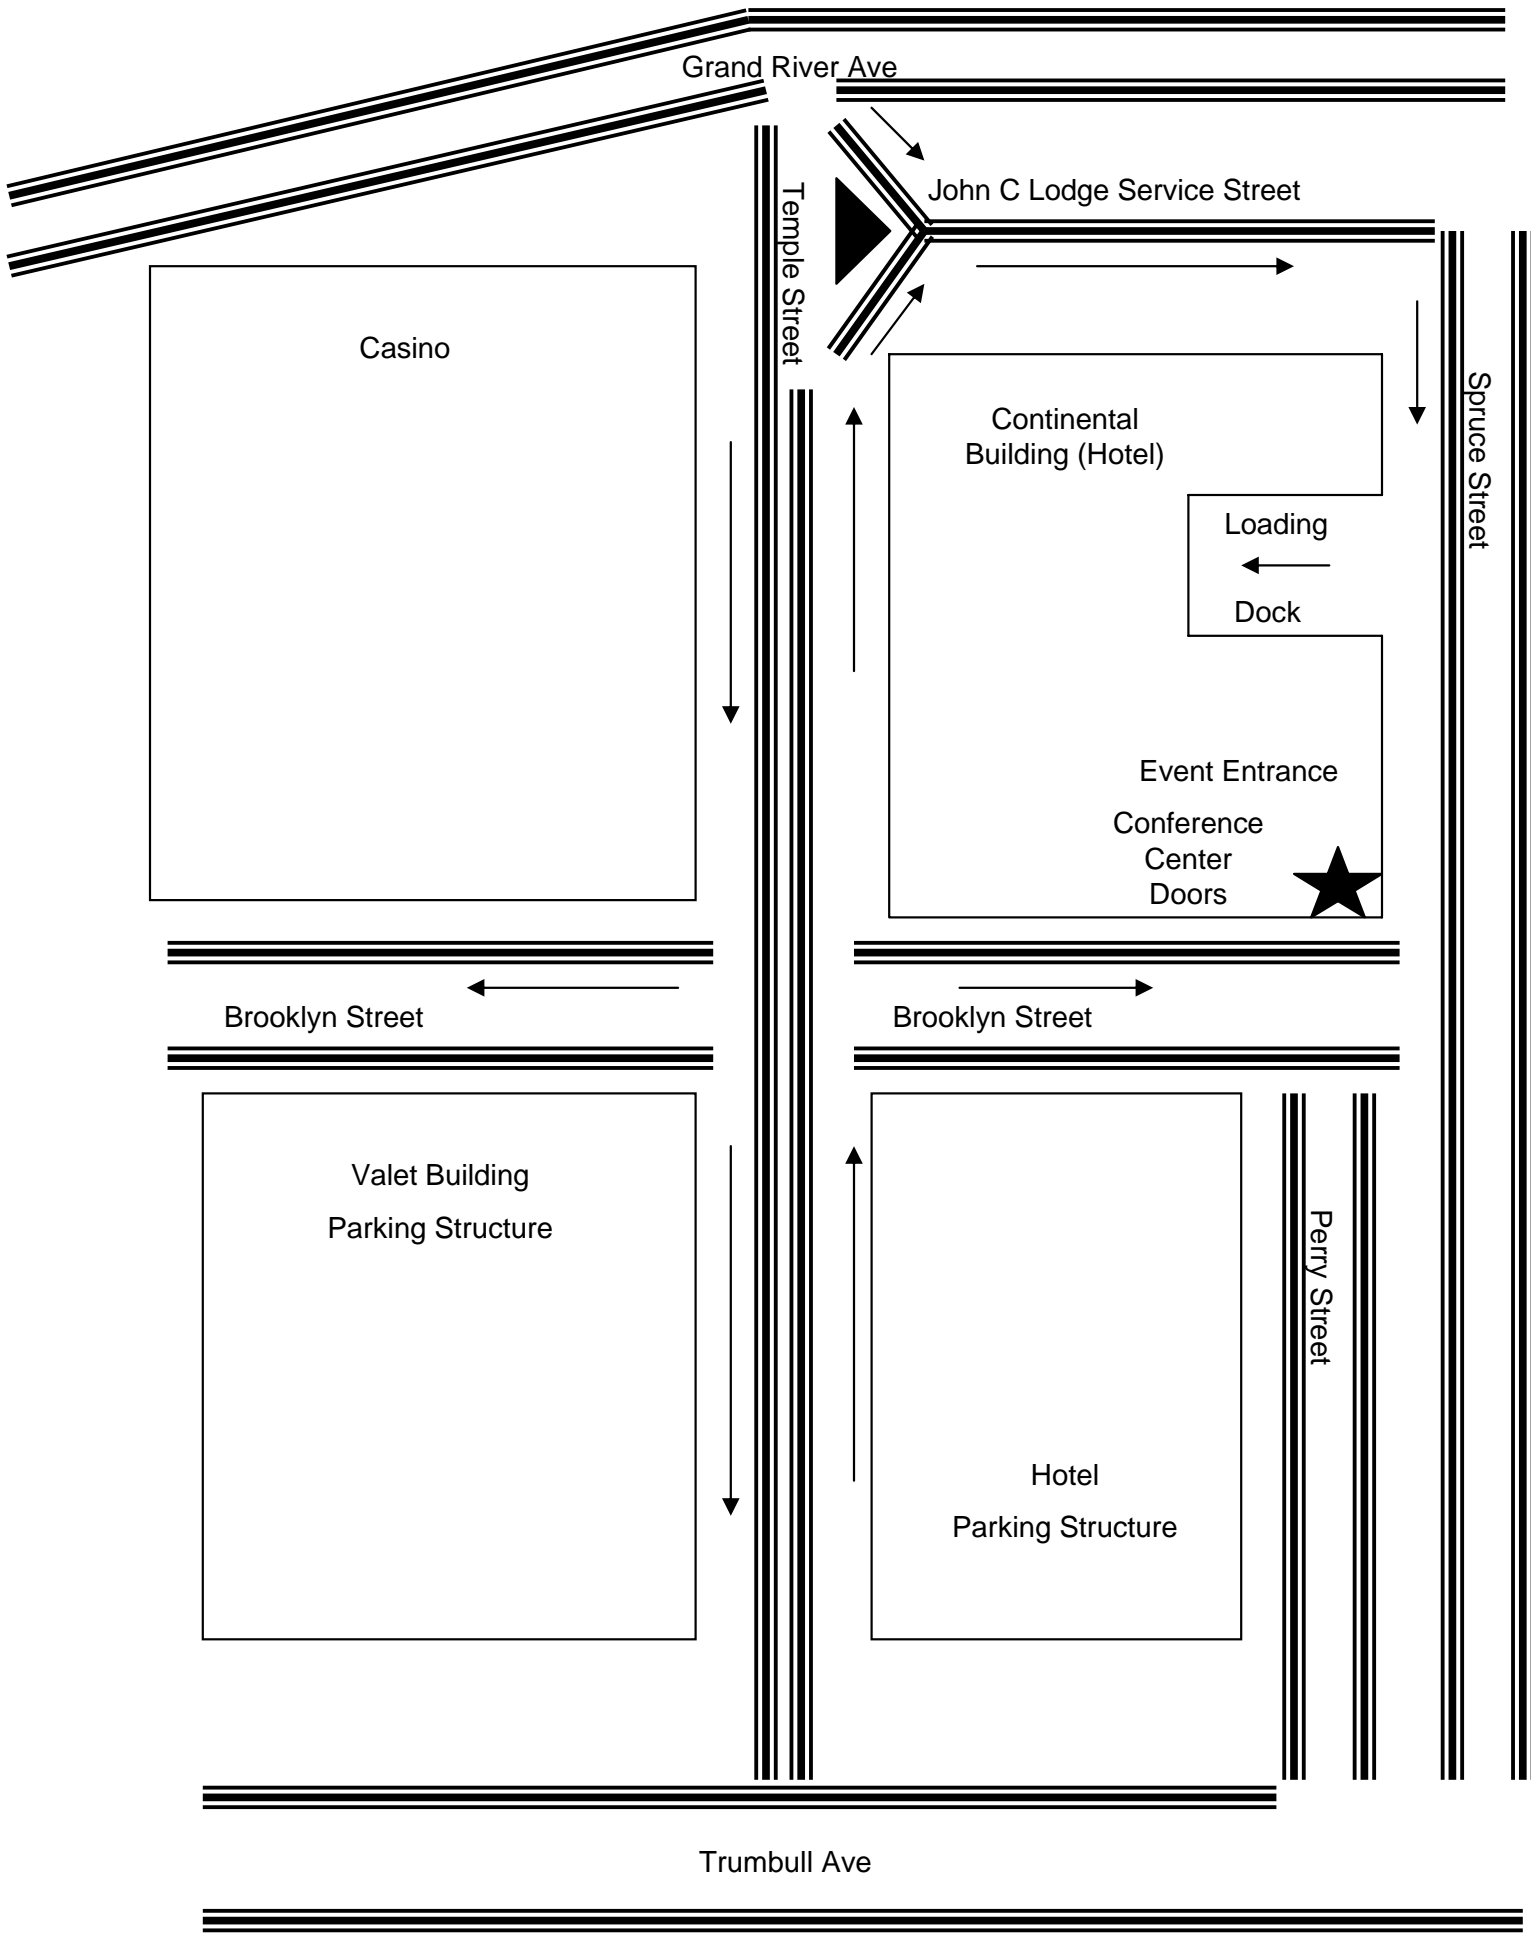 Grand River Ave
John C Lodge Service Street
Temple Street
Casino
Spruce Street
Continental
Building (Hotel)
Loading
Dock
Event Entrance
Conference
Center
Doors
Brooklyn Street
Brooklyn Street
Valet Building
Parking Structure
Perry Street
Hotel
Parking Structure
Trumbull Ave